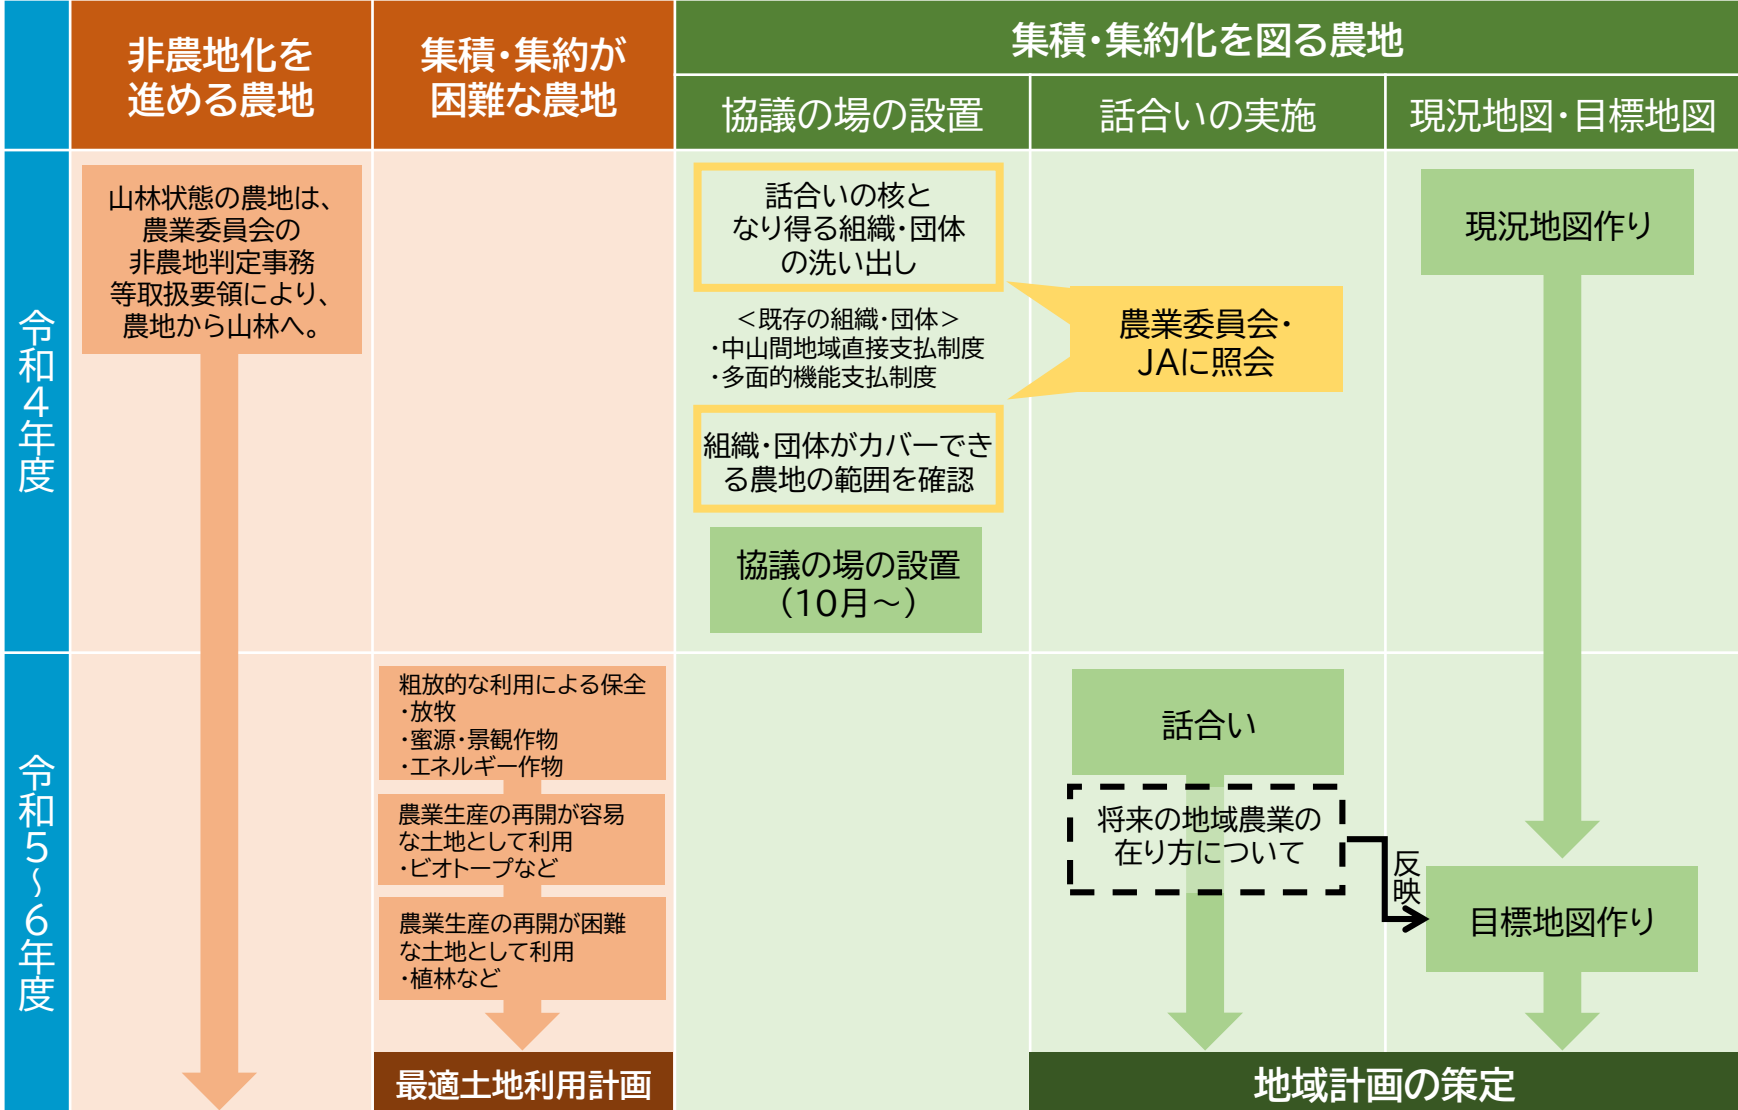 非農地化を
進める農地
集積・集約が
困難な農地
集積・集約化を図る農地
協議の場の設置
話合いの実施
現況地図・目標地図
令和4年度
山林状態の農地は、
農業委員会の
非農地判定事務
等取扱要領により、
農地から山林へ。
話合いの核と
なり得る組織・団体
の洗い出し
＜既存の組織・団体＞
・中山間地域直接支払制度
・多面的機能支払制度
農業委員会・
JAに照会
組織・団体がカバーでき
る農地の範囲を確認
協議の場の設置
（10月～）
現況地図作り
令和5～6年度
粗放的な利用による保全
・放牧
・蜜源・景観作物
・エネルギー作物
農業生産の再開が容易
な土地として利用
・ビオトープなど
農業生産の再開が困難
な土地として利用
・植林など
最適土地利用計画
話合い
将来の地域農業の
在り方について
反映
目標地図作り
地域計画の策定